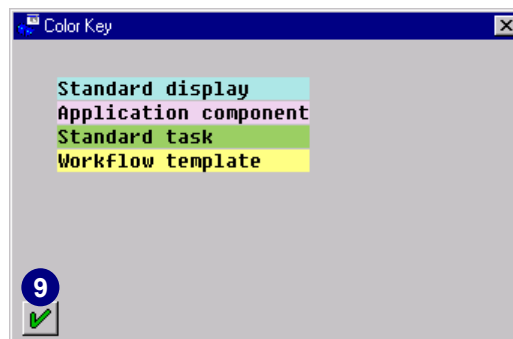 Color Key
Standard display
Application component
Standard task
Workflow template
9